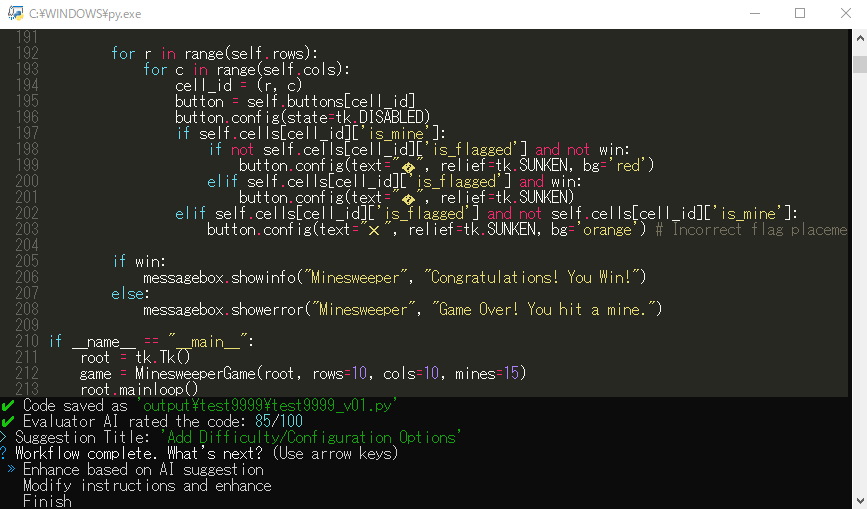 C:¥WINDOWS¥py.exe
191
192         for r in range(self.rows):
193             for c in range(self.cols):
194                 cell_id = (r, c)
195                 button = self.buttons[cell_id]
196                 button.config(state=tk.DISABLED)
197                 if self.cells[cell_id]['is_mine']:
198                     if not self.cells[cell_id]['is_flagged'] and not win:
199                         button.config(text="�", relief=tk.SUNKEN, bg='red')
200                     elif self.cells[cell_id]['is_flagged'] and win:
201                         button.config(text="�", relief=tk.SUNKEN)
202                 elif self.cells[cell_id]['is_flagged'] and not self.cells[cell_id]['is_mine']:
203                     button.config(text="❌", relief=tk.SUNKEN, bg='orange') # Incorrect flag placeme
204
205         if win:
206             messagebox.showinfo("Minesweeper", "Congratulations! You Win!")
207         else:
208             messagebox.showerror("Minesweeper", "Game Over! You hit a mine.")
209
210 if __name__ == "__main__":
211     root = tk.Tk()
212     game = MinesweeperGame(root, rows=10, cols=10, mines=15)
213     root.mainloop()
✔ Code saved as 'output¥test9999¥test9999_v01.py'
✔ Evaluator AI rated the code: 85/100
> Suggestion Title: 'Add Difficulty/Configuration Options'
? Workflow complete. What's next? (Use arrow keys)
» Enhance based on AI suggestion
Modify instructions and enhance
Finish